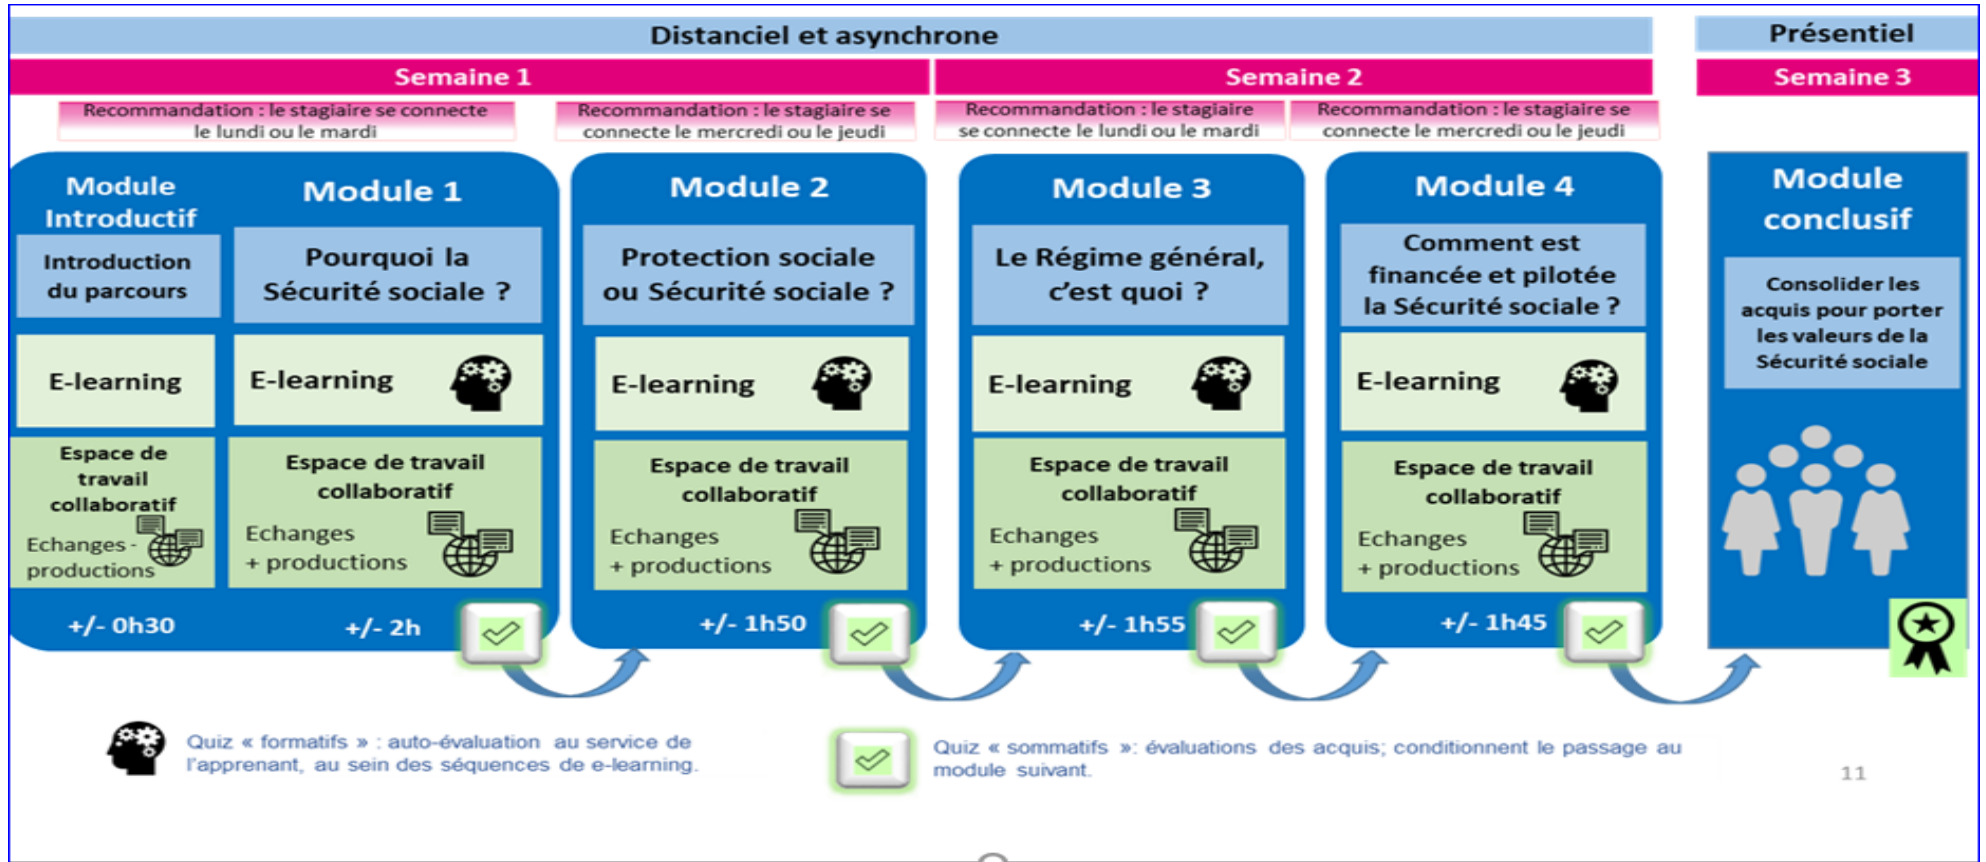 Distanciel et asynchrone
Présentiel
Semaine 1
Semaine 2
Semaine 3
Recommandation : le stagiaire se connecte
le lundi ou le mardi
Recommandation : le stagiaire se
connecte le mercredi ou le jeudi
Recommandation : le stagiaire
se connecte le lundi ou le mardi
Recommandation : le stagiaire se
connecte le mercredi ou le jeudi
Module
Introductif
Introduction
du parcours
E-learning
Espace de
travail
collaboratif
Echanges -
productions
+/- 0h30
Module 1
Pourquoi la
Sécurité sociale ?
E-learning
Espace de travail
collaboratif
Echanges
+ productions
+/- 2h
Module 2
Protection sociale
ou Sécurité sociale ?
E-learning
Espace de travail
collaboratif
Echanges
+ productions
+/- 1h50
Module 3
Le Régime général,
c'est quoi ?
E-learning
Espace de travail
collaboratif
Echanges
+ productions
+/- 1h55
Module 4
Comment est
financée et pilotée
la Sécurité sociale ?
E-learning
Espace de travail
collaboratif
Echanges
+ productions
+/- 1h45
Module
conclusif
Consolider les
acquis pour porter
les valeurs de la
Sécurité sociale
Quiz « formatifs » : auto-évaluation au service de
l'apprenant, au sein des séquences de e-learning.
Quiz « sommatifs »: évaluations des acquis; conditionnent le passage au
module suivant.
11